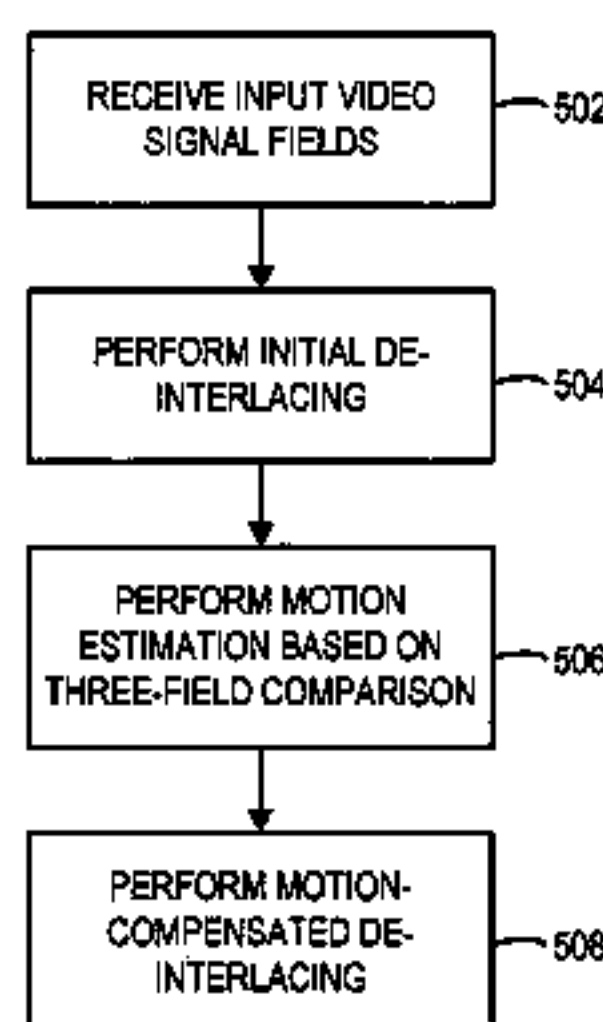 RECEIVE INPUT VIDEO
SIGNAL FIELDS
502
PERFORM INITIAL DE-
INTERLACING
504
PERFORM MOTION
ESTIMATION BASED ON
THREE-FIELD COMPARISON
506
PERFORM MOTION-
COMPENSATED DE-
INTERLACING
508